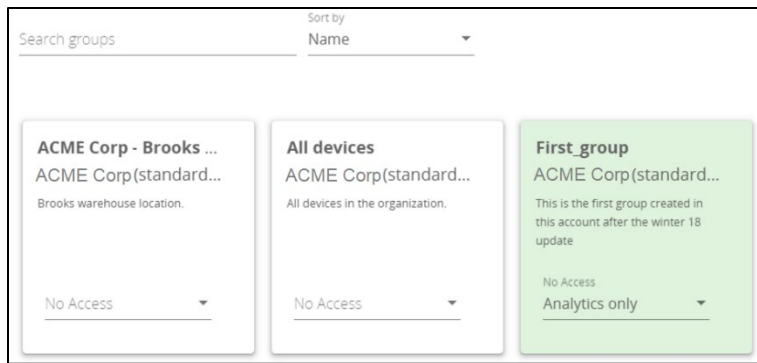 Sort by
Search groups
Name
ACME Corp - Brooks ...
ACME Corp(standard...
Brooks warehouse location.
No Access
All devices
ACME Corp(standard...
All devices in the organization.
No Access
First_group
ACME Corp(standard...
This is the first group created in
this account after the winter 18
update
No Access
Analytics only